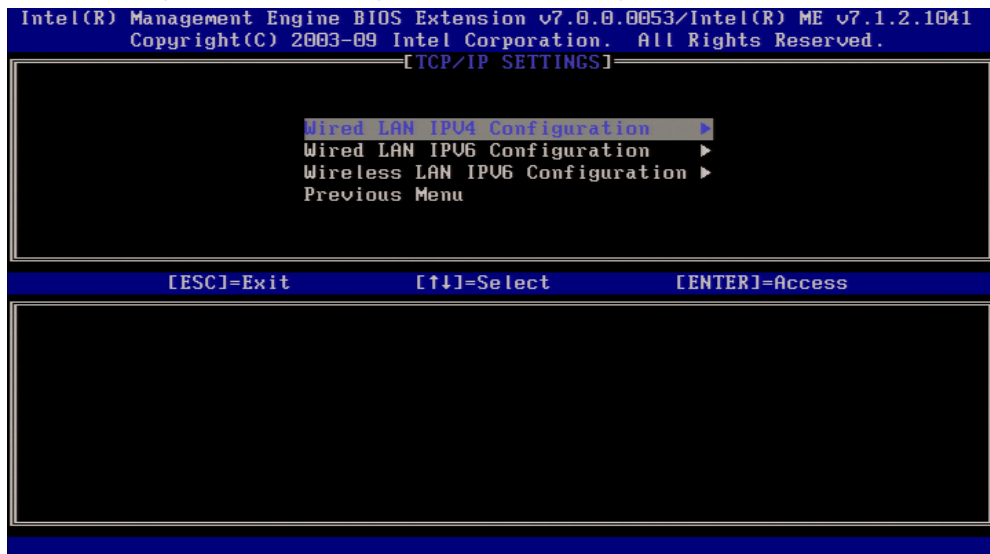 Intel(R) Management Engine BIOS Extension v7.0.0.0053/Intel(R) ME v7.1.2.1041
Copyright(C) 2003-09 Intel Corporation. All Rights Reserved.
[TCP/IP SETTINGS]
Wired LAN IPV4 Configuration ►
Wired LAN IPV6 Configuration ►
Wireless LAN IPV6 Configuration ►
Previous Menu
[ESC]=Exit [↑↓]=Select [ENTER]=Access